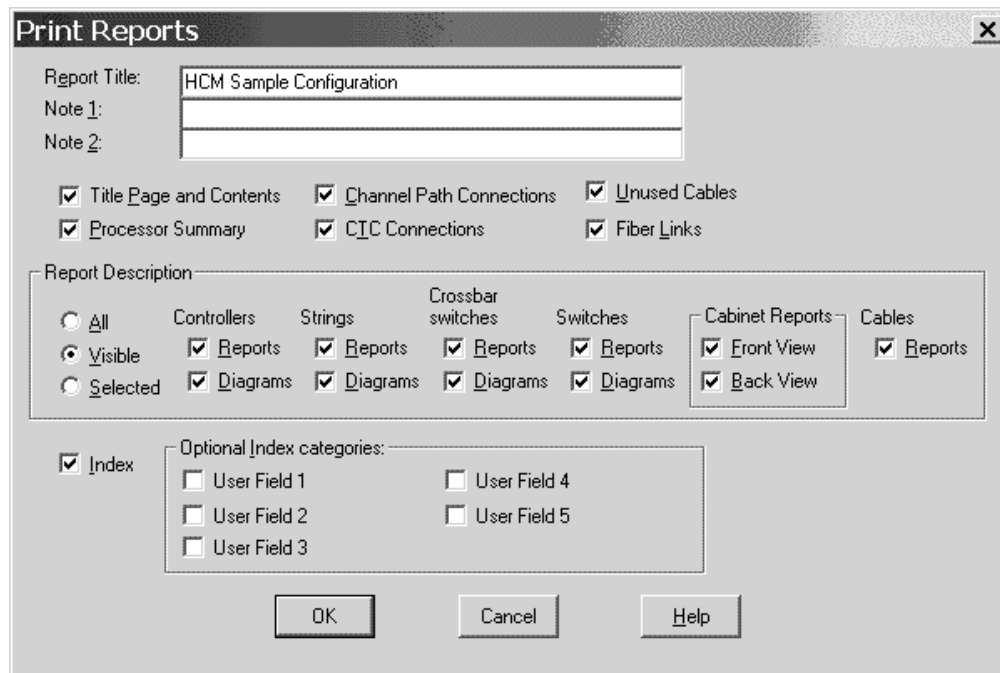 Print Reports
Report Title: HCM Sample Configuration
Note 1:
Note 2:
Title Page and Contents Channel Path Connections Unused Cables
Processor Summary CTC Connections Fiber Links
Report Description
All Visible Selected
Controllers Reports Diagrams
Strings Reports Diagrams
Crossbar switches Reports Diagrams
Switches Reports Diagrams
Cabinet Reports Front View Back View
Cables Reports
Index
Optional Index categories:
User Field 1 User Field 4
User Field 2 User Field 5
User Field 3
OK Cancel Help